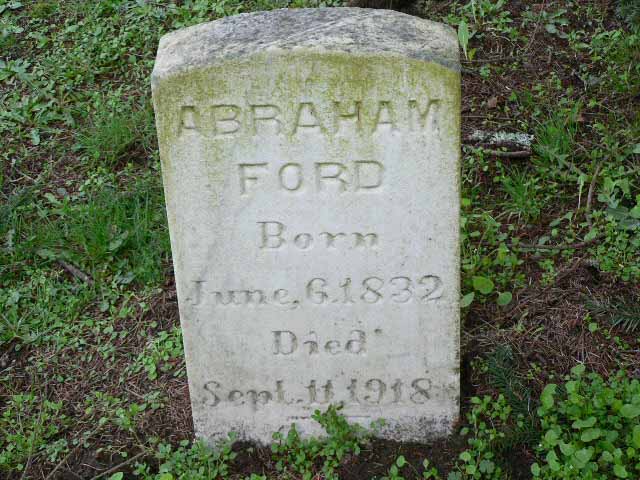 ABRAHAM
FORD
Born
June, 6. 1832
Died
Sept. 11, 1918